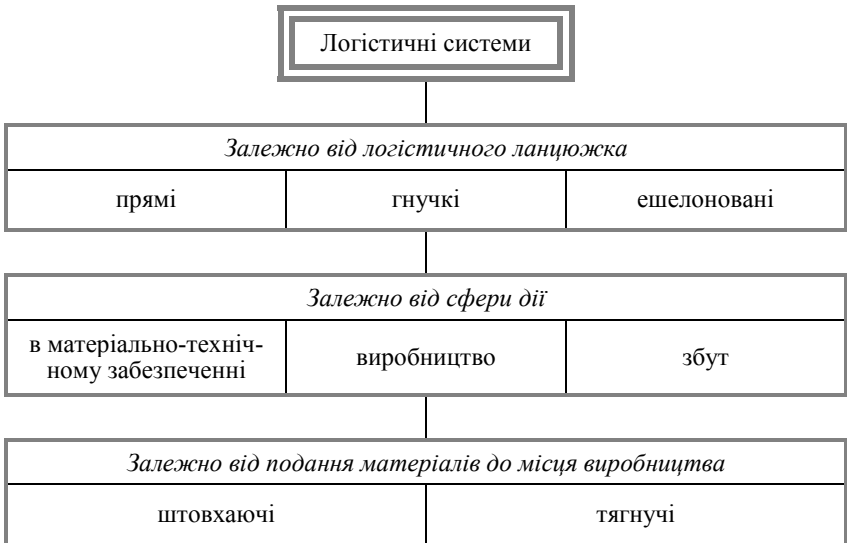 Логістичні системи
Залежно від логістичного ланцюжка
прямі
гнучкі
ешелоновані
Залежно від сфери дії
в матеріально-техніч-
ному забезпеченні
виробництво
збут
Залежно від подання матеріалів до місця виробництва
штовхаючі
тягнучі